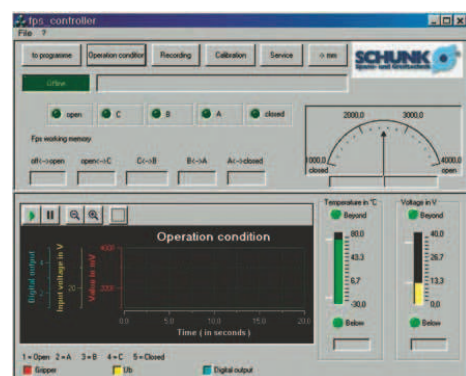 fps_controller
File ?
to programme Operation condition Recording Calibration Service -> mm
SCHUNK
Offline
open C B A closed
Fps working memory
off<->open open<->C C<->B B<->A A<->closed
2000,0 3000,0
1000,0 4000,0
closed open
Temperature in °C Voltage in V
Beyond Beyond
80,0 40,0
43,3 26,7
6,7 13,3
-30,0 0,0
Below Below
Operation condition
Digital output
Input voltage in V
Value in mV
0,0 5,0 10,0 15,0 20,0
Time ( in seconds )
1 = Open 2 = A 3 = B 4 = C 5 = Closed
Gripper Ub Digital output